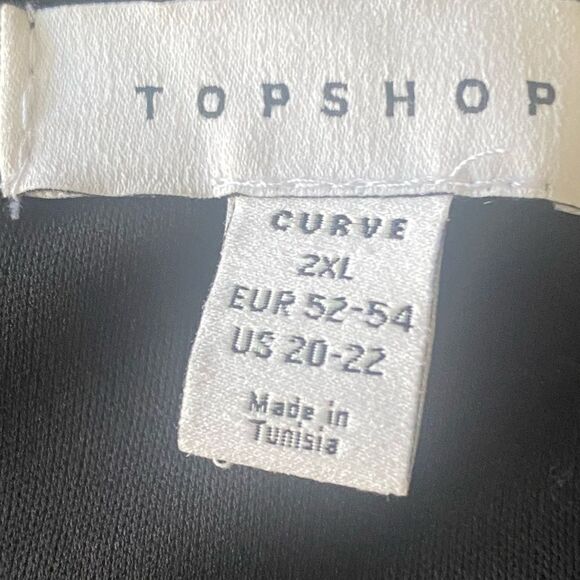 TOPSHOP
CURVE
2XL
EUR 52-54
US 20-22
Made in
Tunisia